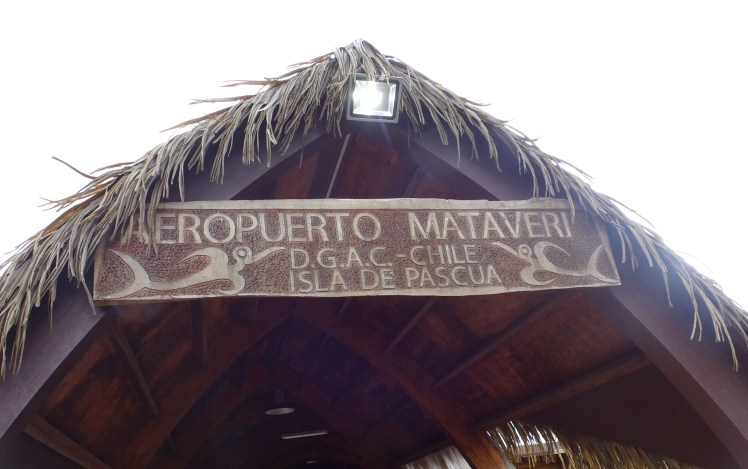 AEROPUERTO MATAVERI
D.G.A.C.-CHILE
ISLA DE PASCUA